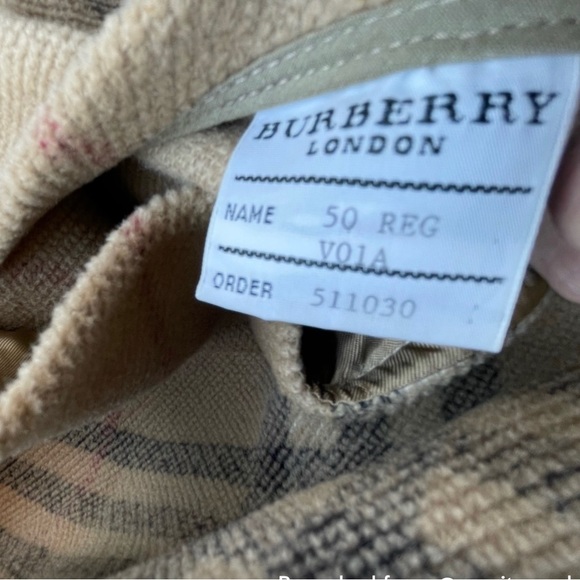 BURBERRY
LONDON
NAME 50 REG
V01A
ORDER 511030